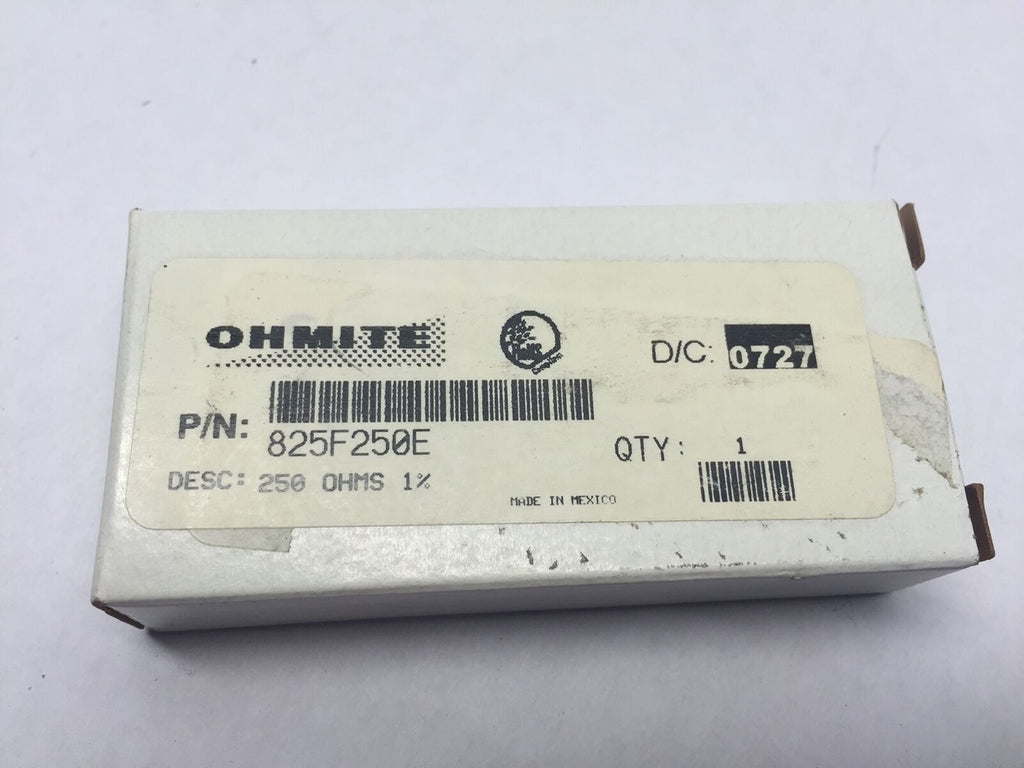 OHMITE
D/C: 0727
P/N: 825F250E
QTY: 1
DESC: 250 OHMS 1%
MADE IN MEXICO